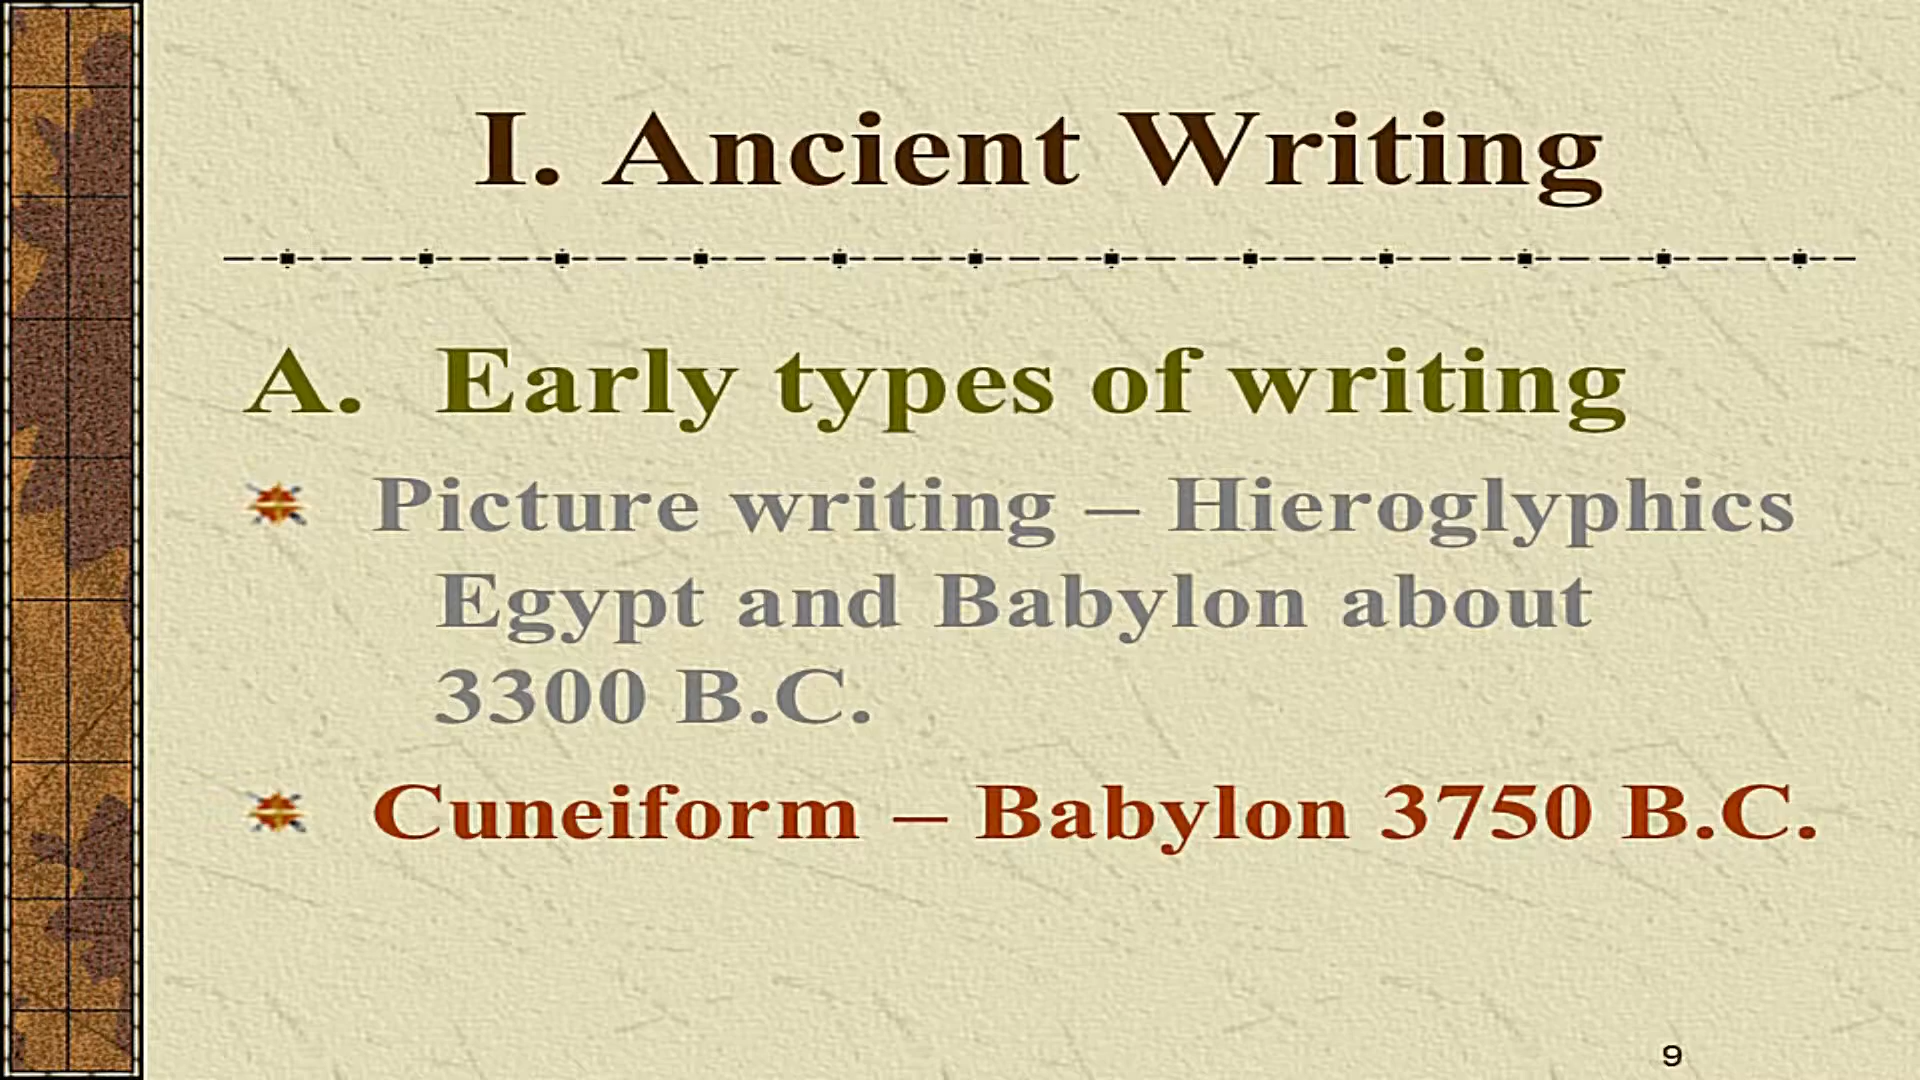 I. Ancient Writing
A. Early types of writing
Picture writing – Hieroglyphics
Egypt and Babylon about
3300 B.C.
Cuneiform – Babylon 3750 B.C.
9